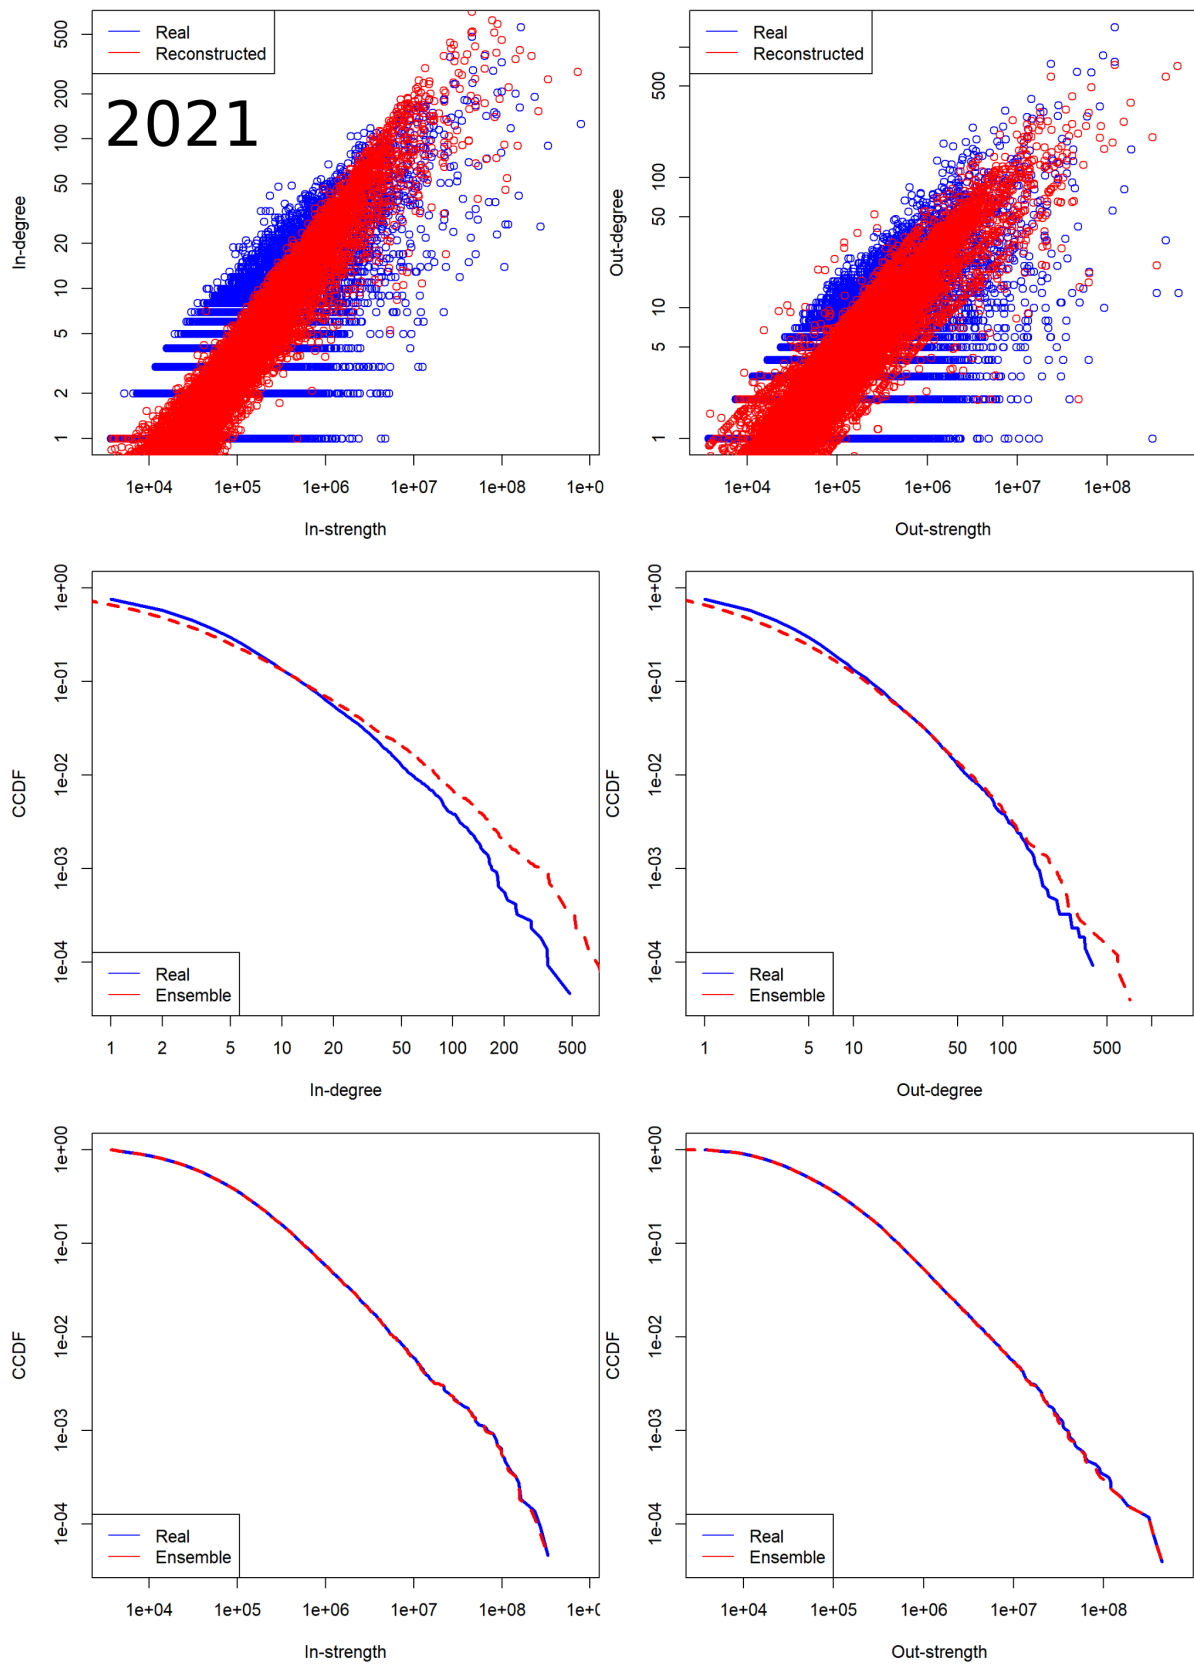 Real
Reconstructed
2021
In-degree
500
200
100
50
20
10
5
2
1
1e+04 1e+05 1e+06 1e+07 1e+08 1e+0
In-strength
Real
Reconstructed
Out-degree
500
100
50
10
5
1
1e+04 1e+05 1e+06 1e+07 1e+08
Out-strength
CCDF
1e+00
1e-01
1e-02
1e-03
1e-04
Real
Ensemble
1 2 5 10 20 50 100 200 500
In-degree
CCDF
1e+00
1e-01
1e-02
1e-03
1e-04
Real
Ensemble
1 5 10 50 100 500
Out-degree
CCDF
1e+00
1e-01
1e-02
1e-03
1e-04
Real
Ensemble
1e+04 1e+05 1e+06 1e+07 1e+08 1e+0
In-strength
CCDF
1e+00
1e-01
1e-02
1e-03
1e-04
Real
Ensemble
1e+04 1e+05 1e+06 1e+07 1e+08
Out-strength